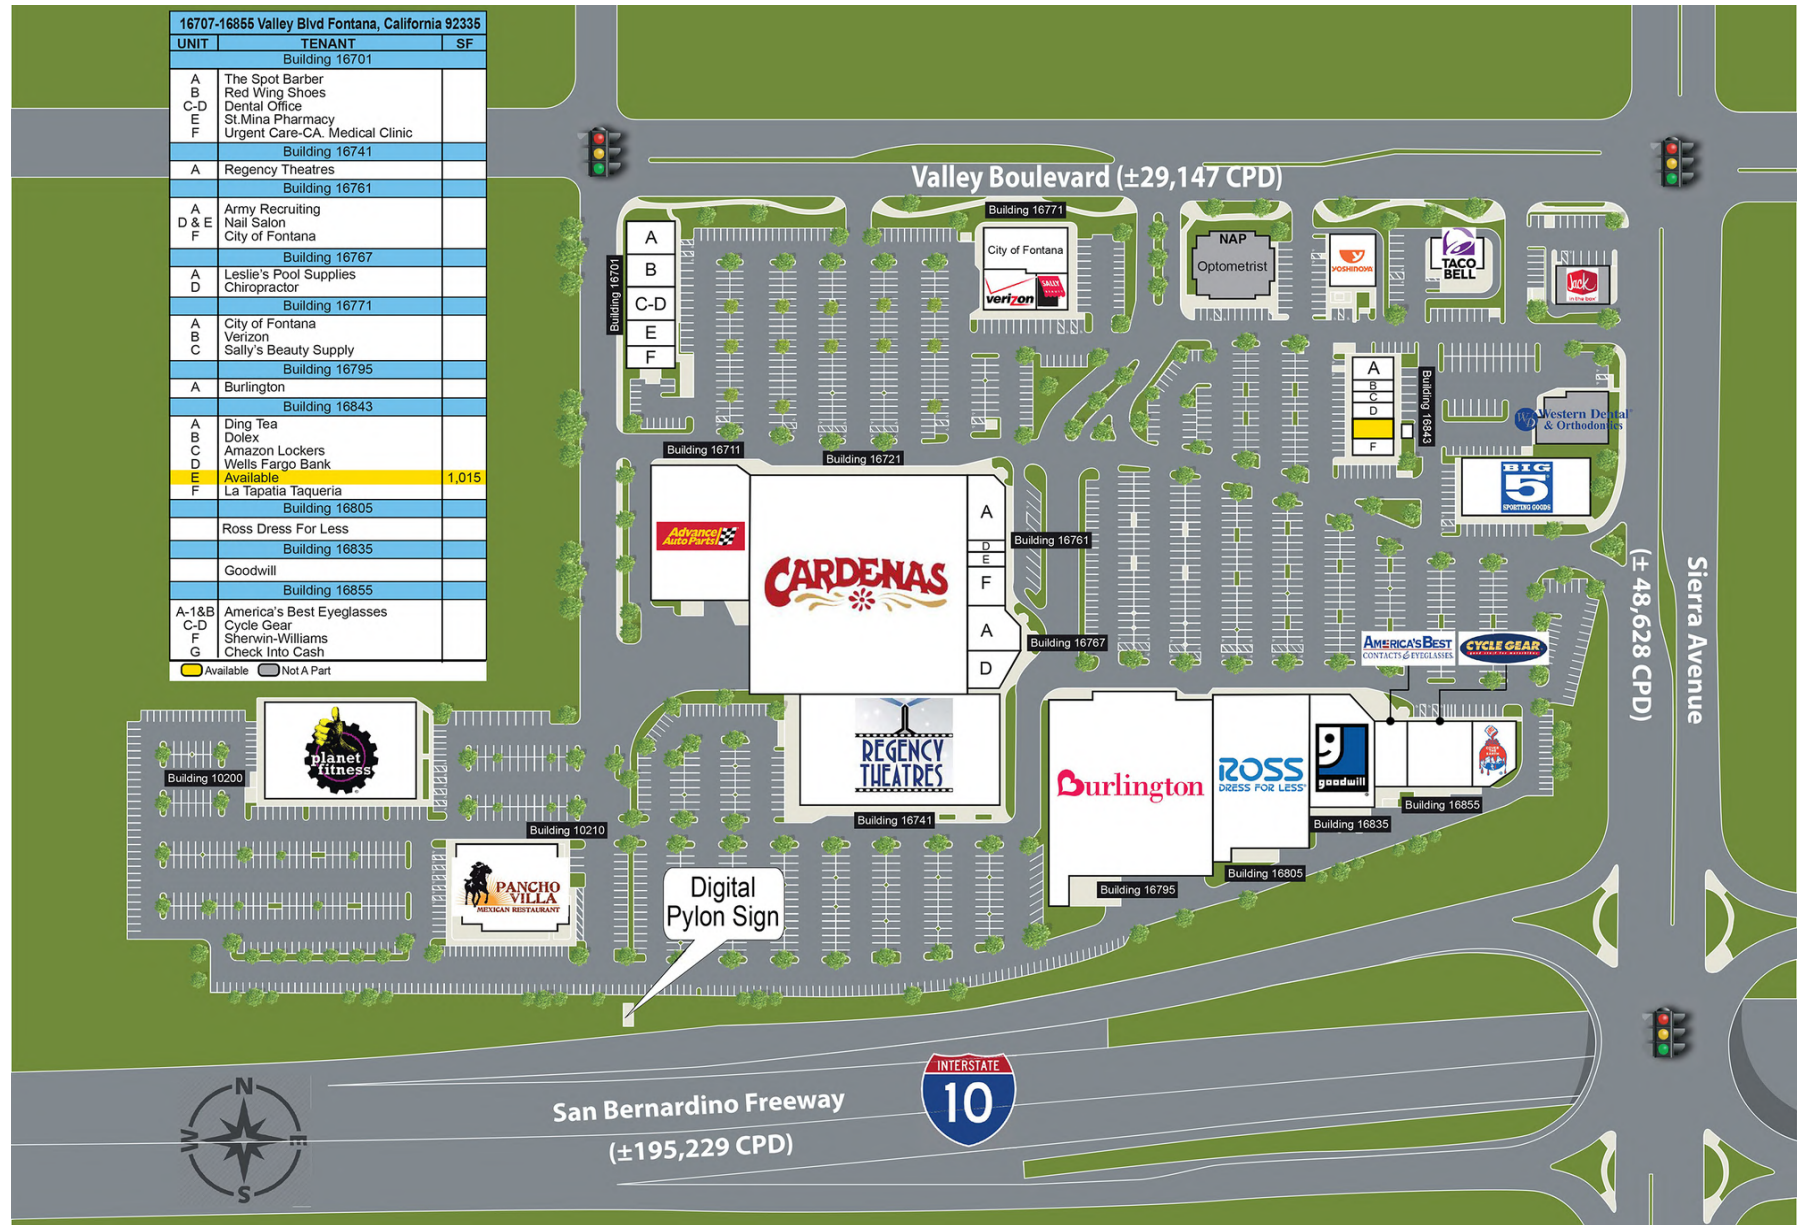 16707-16855 Valley Blvd Fontana, California 92335
UNIT TENANT SF
Building 16701
A The Spot Barber
B Red Wing Shoes
C-D Dental Office
E St.Mina Pharmacy
F Urgent Care-CA. Medical Clinic
Building 16741
A Regency Theatres
Building 16761
A Army Recruiting
D & E Nail Salon
F City of Fontana
Building 16767
A Leslie's Pool Supplies
D Chiropractor
Building 16771
A City of Fontana
B Verizon
C Sally's Beauty Supply
Building 16795
A Burlington
Building 16843
A Ding Tea
B Dolex
C Amazon Lockers
D Wells Fargo Bank
E Available 1,015
F La Tapatia Taqueria
Building 16805
Ross Dress For Less
Building 16835
Goodwill
Building 16855
A-1&B America's Best Eyeglasses
C-D Cycle Gear
F Sherwin-Williams
G Check Into Cash
Available Not A Part
Valley Boulevard (±29,147 CPD)
Building 16701
A
B
C-D
E
F
Building 16771
City of Fontana
verizon
SALLY
NAP
Optometrist
YOSHINOYA
TACO
BELL
Jack
in the box
A
B
C
D
F
Building 16843
WD
Western Dental
& Orthodontics
BIG
5
SPORTING GOODS
Building 16711
Building 16721
Advance
Auto Parts
CARDENAS
A
D
E
F
Building 16761
A
D
Building 16767
Sierra Avenue
(± 48,628 CPD)
AMERICA'S BEST
CONTACTS & EYEGLASSES
CYCLE GEAR
planet
fitness
Building 10200
REGENCY
THEATRES
Building 16741
Burlington
ROSS
DRESS FOR LESS
goodwill
Building 16855
Building 16835
Building 16805
Building 16795
Building 10210
PANCHO
VILLA
MEXICAN RESTAURANT
Digital
Pylon Sign
INTERSTATE
10
San Bernardino Freeway
(±195,229 CPD)
N
W
E
S